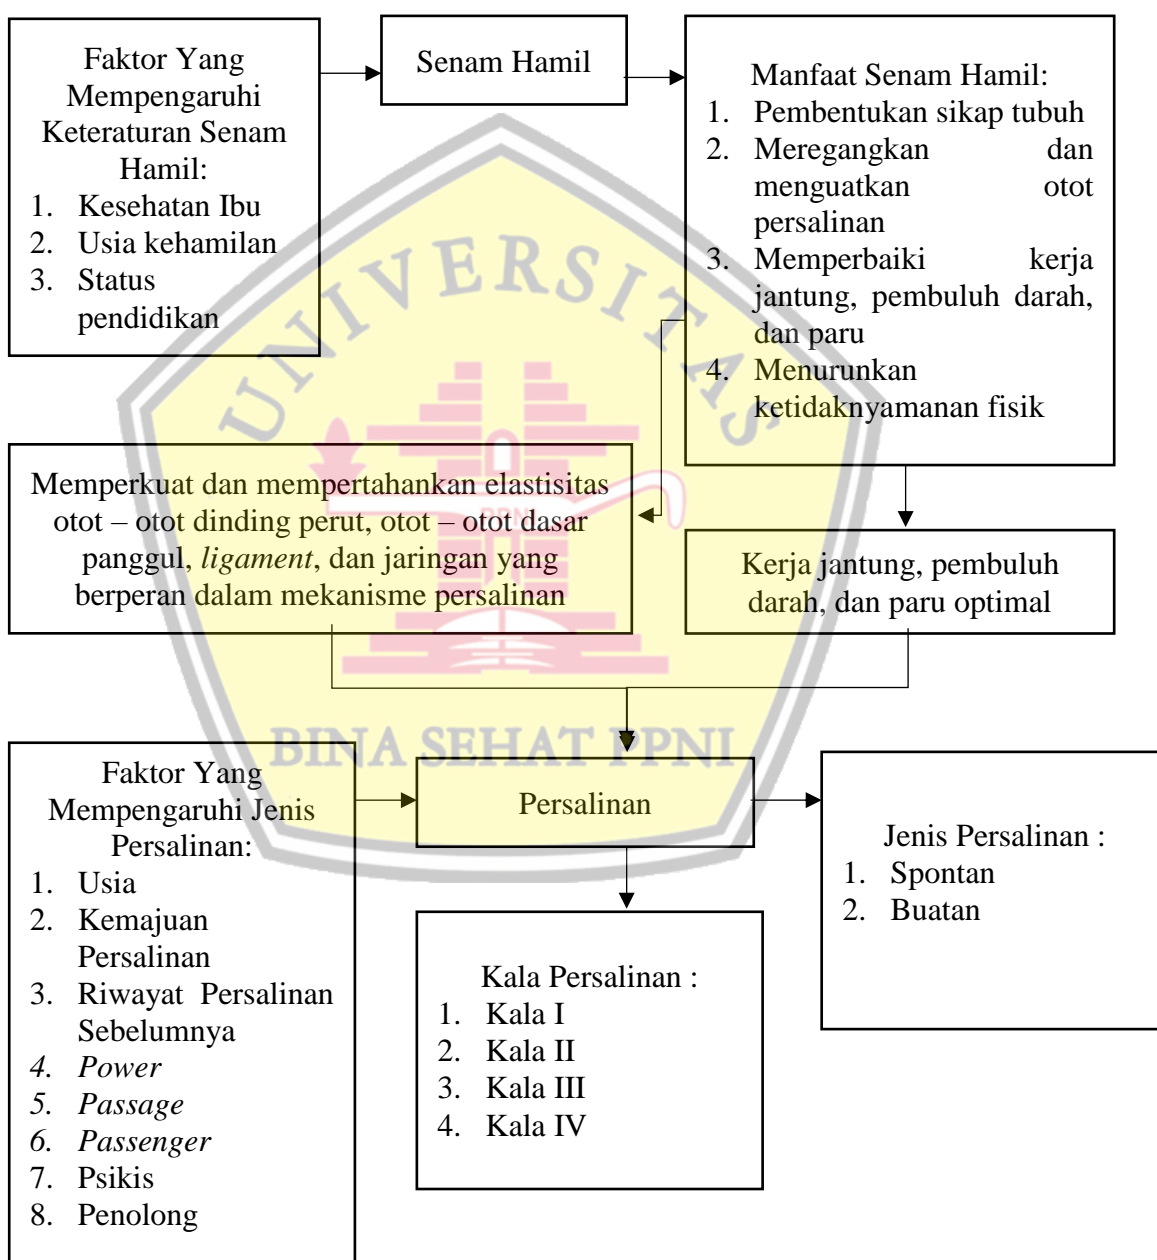 Faktor Yang
Mempengaruhi
Keteraturan Senam
Hamil:
1. Kesehatan Ibu
2. Usia kehamilan
3. Status
pendidikan
Senam Hamil
Manfaat Senam Hamil:
1. Pembentukan sikap tubuh
2. Meregangkan dan
menguatkan otot
persalinan
3. Memperbaiki kerja
jantung, pembuluh darah,
dan paru
4. Menurunkan
ketidaknyamanan fisik
UNIVERSITAS
PPNI
Memperkuat dan mempertahankan elastisitas
otot – otot dinding perut, otot – otot dasar
panggul, ligament, dan jaringan yang
berperan dalam mekanisme persalinan
Kerja jantung, pembuluh
darah, dan paru optimal
BINA SEHAT PPNI
Faktor Yang
Mempengaruhi Jenis
Persalinan:
1. Usia
2. Kemajuan
Persalinan
3. Riwayat Persalinan
Sebelumnya
4. Power
5. Passage
6. Passenger
7. Psikis
8. Penolong
Persalinan
Jenis Persalinan :
1. Spontan
2. Buatan
Kala Persalinan :
1. Kala I
2. Kala II
3. Kala III
4. Kala IV